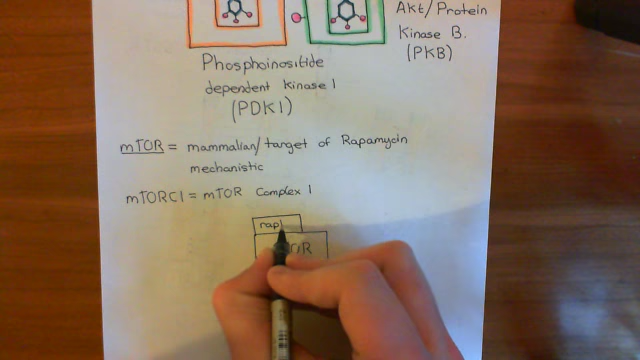 Akt/Protein
Kinase B.
(PKB)
Phosphoinositide
dependent kinase 1
(PDK1)
mTOR = mammalian/target of Rapamycin
mechanistic
mTORC1 = mTOR Complex 1
rap